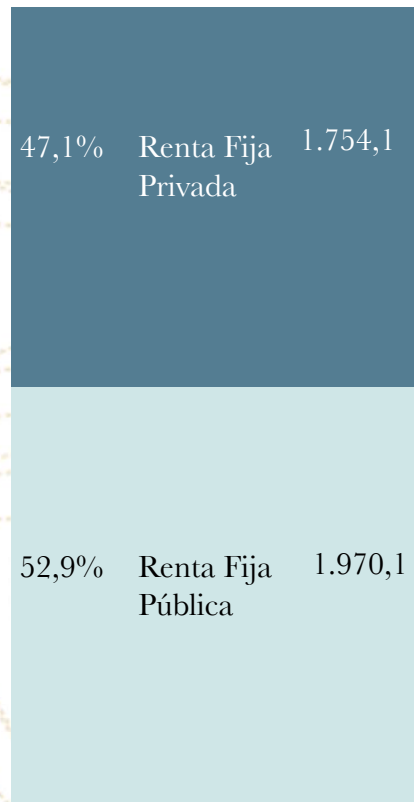 47,1% Renta Fija 1.754,1
Privada
52,9% Renta Fija 1.970,1
Pública